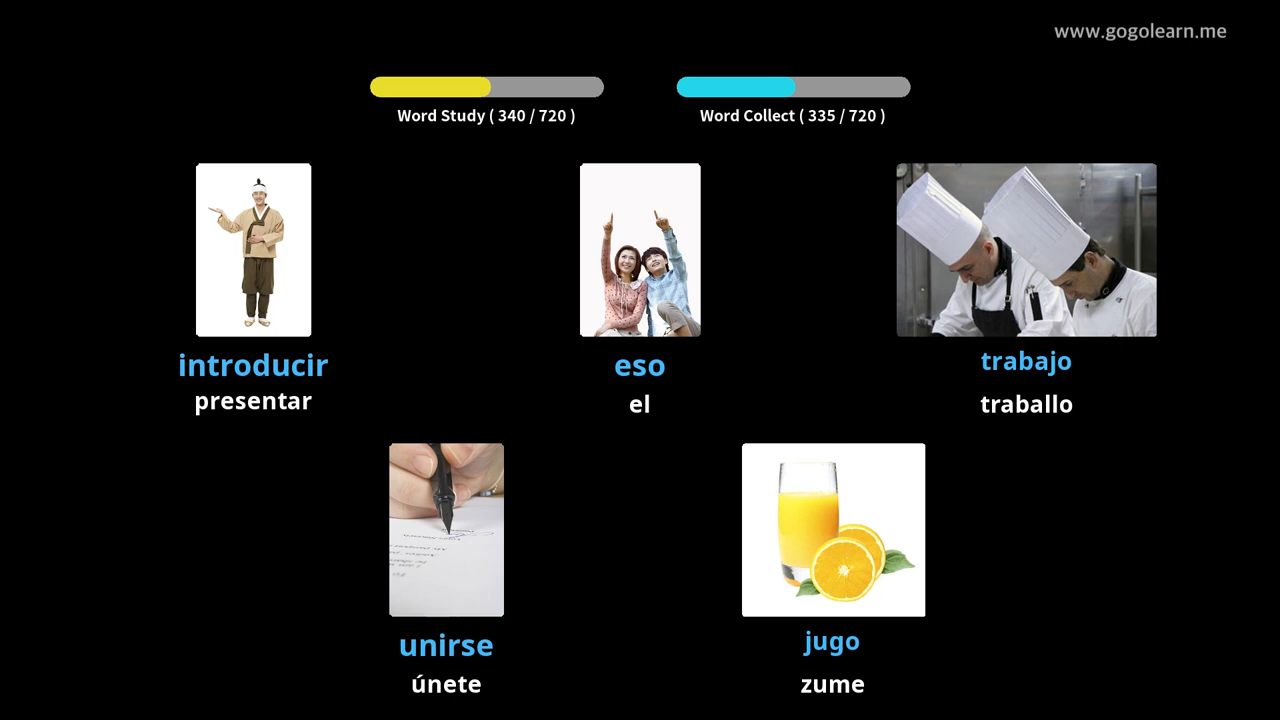 www.gogolearn.me
Word Study ( 340 / 720 )
Word Collect ( 335 / 720 )
introducir
presentar
eso
el
trabajo
traballo
unirse
únete
jugo
zume